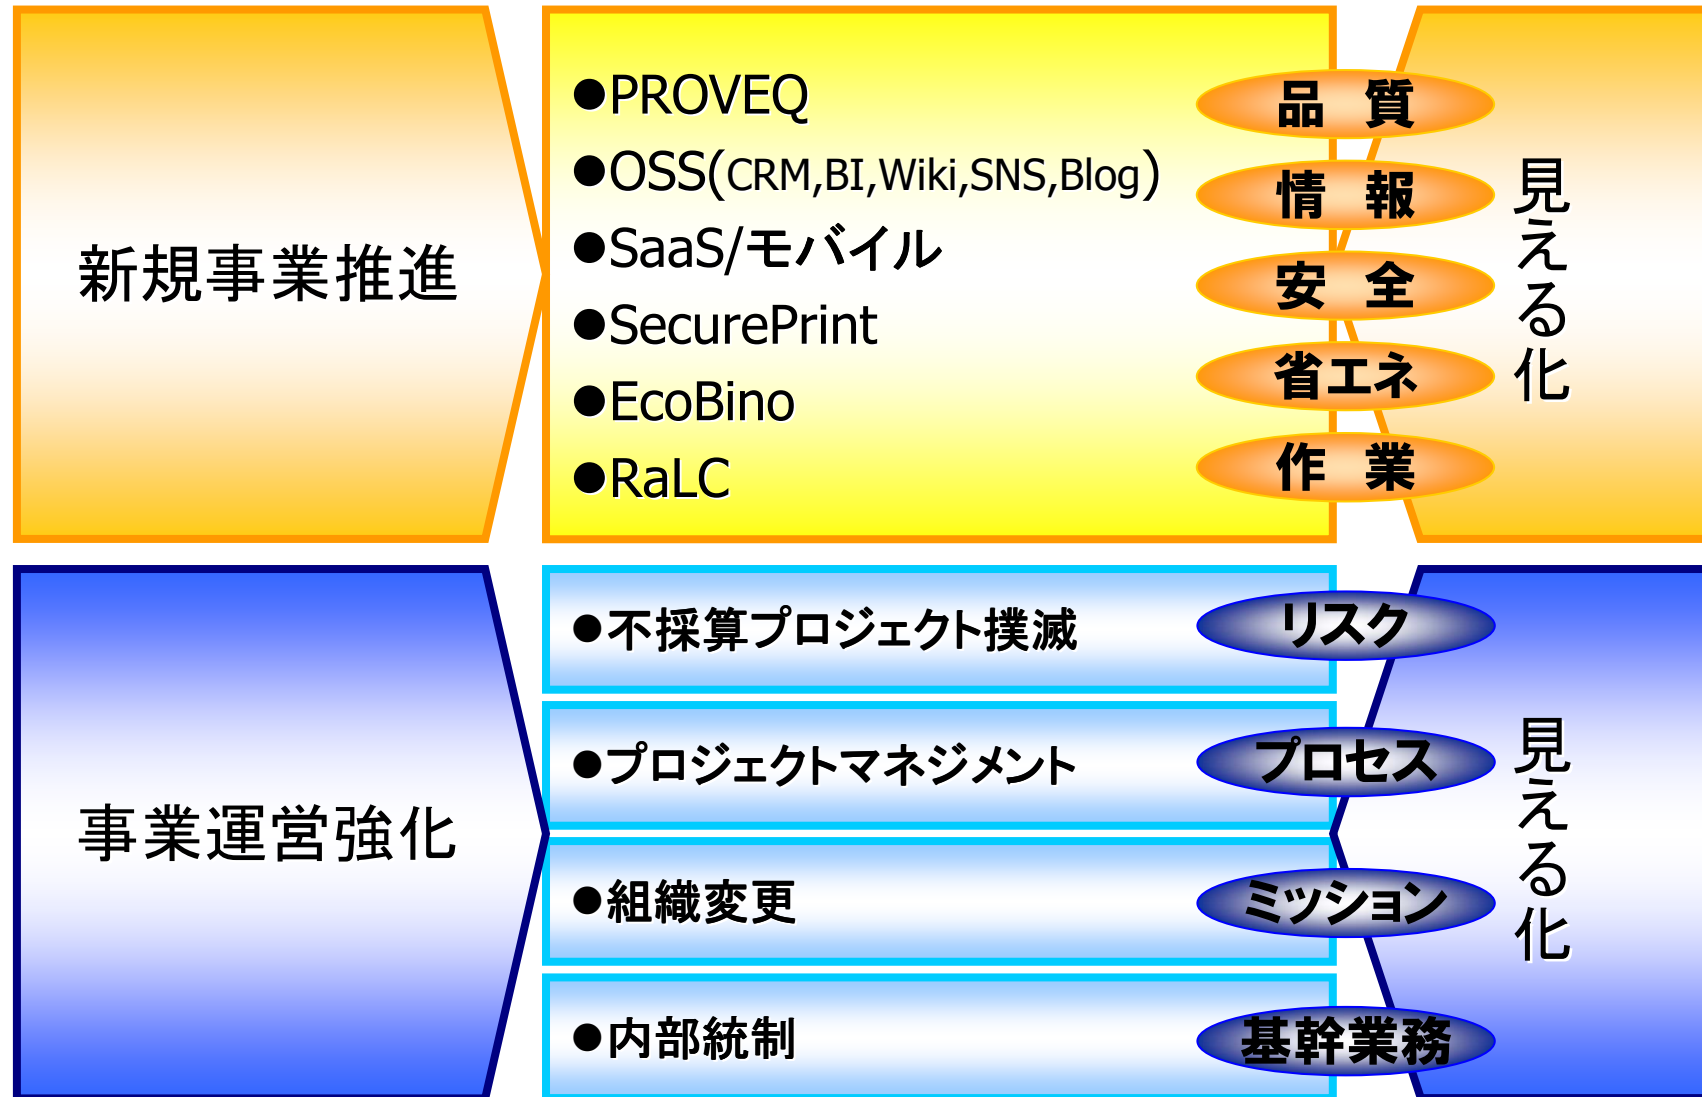 新規事業推進
●PROVEQ
●OSS(CRM,BI,Wiki,SNS,Blog)
●SaaS/モバイル
●SecurePrint
●EcoBino
●RaLC
品 質
情 報
安 全
省エネ
作 業
見える化
事業運営強化
●不採算プロジェクト撲滅
リスク
●プロジェクトマネジメント
プロセス
●組織変更
ミッション
●内部統制
基幹業務
見える化